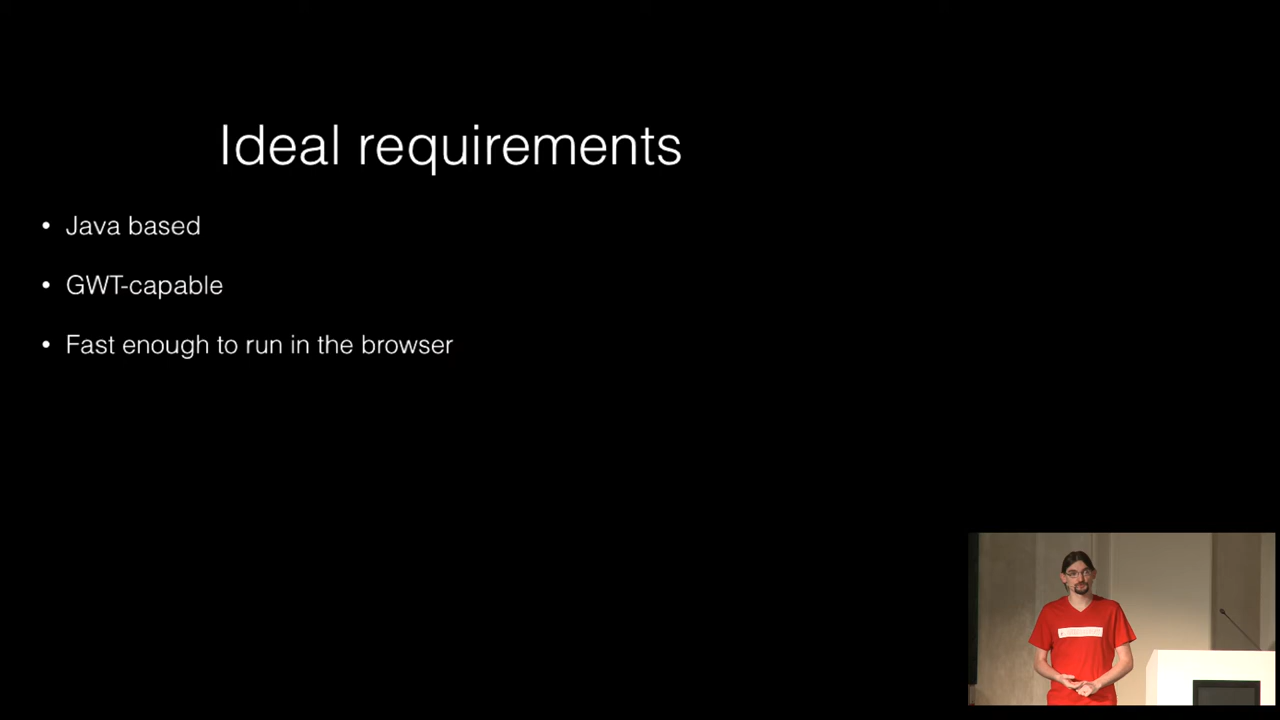 Ideal requirements
• Java based
• GWT-capable
• Fast enough to run in the browser